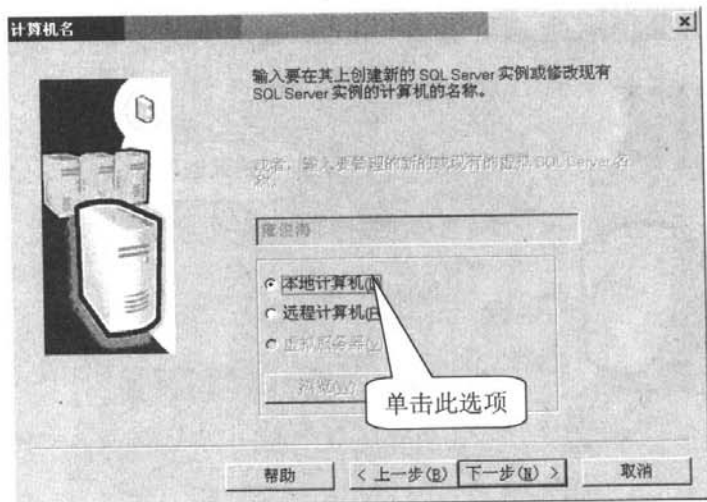 计算机名
输入要在其上创建新的 SQL Server 实例或修改现有
SQL Server 实例的计算机的名称。
或者，输入要管理的新的或现有的虚拟 SQL Server 名
称。
本地计算机(L)
远程计算机(R)
虚拟服务器(V)
浏览(W)
单击此选项
帮助
< 上一步(B)
下一步(N) >
取消